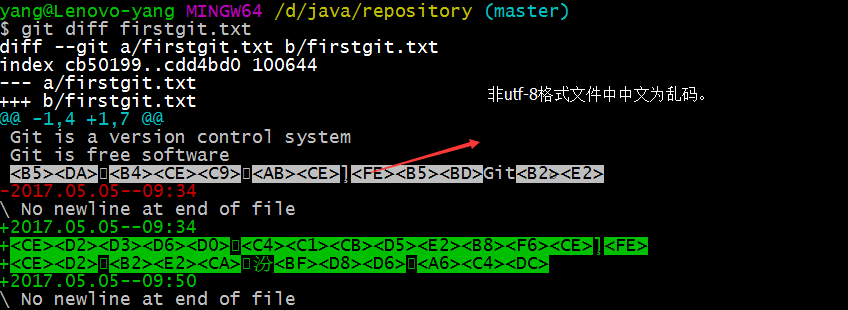 yang@Lenovo-yang MINGW64 /d/java/repository (master)
$ git diff firstgit.txt
diff --git a/firstgit.txt b/firstgit.txt
index cb50199..cdd4bd0 100644
--- a/firstgit.txt
+++ b/firstgit.txt
非utf-8格式文件中中文为乱码。
@@ -1,4 +1,7 @@
Git is a version control system
Git is free software
<B5><DA>▯<B4><CE><C9>▯<AB><CE>ļ<FE><B5><BD>Git<B2><E2>
-2017.05.05--09:34
\ No newline at end of file
+2017.05.05--09:34
+<CE><D2><D3><D6><D0>▯<C4><C1><CB><D5><E2><B8><F6><CE>ļ<FE>
+<CE><D2>▯<B2><E2><CA>▯汾<BF><D8><D6>▯<A6><C4><DC>
+2017.05.05--09:50
\ No newline at end of file